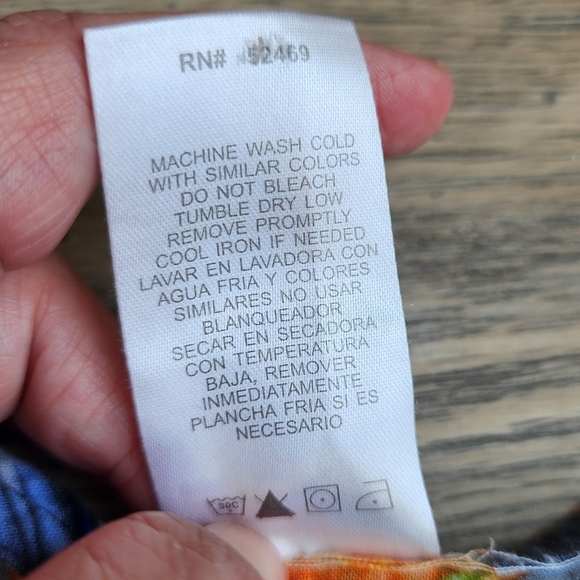 RN# 52469
MACHINE WASH COLD
WITH SIMILAR COLORS
DO NOT BLEACH
TUMBLE DRY LOW
REMOVE PROMPTLY
COOL IRON IF NEEDED
LAVAR EN LAVADORA CON
AGUA FRIA Y COLORES
SIMILARES NO USAR
BLANQUEADOR
SECAR EN SECADORA
CON TEMPERATURA
BAJA, REMOVER
INMEDIATAMENTE
PLANCHA FRIA SI ES
NECESARIO
30C